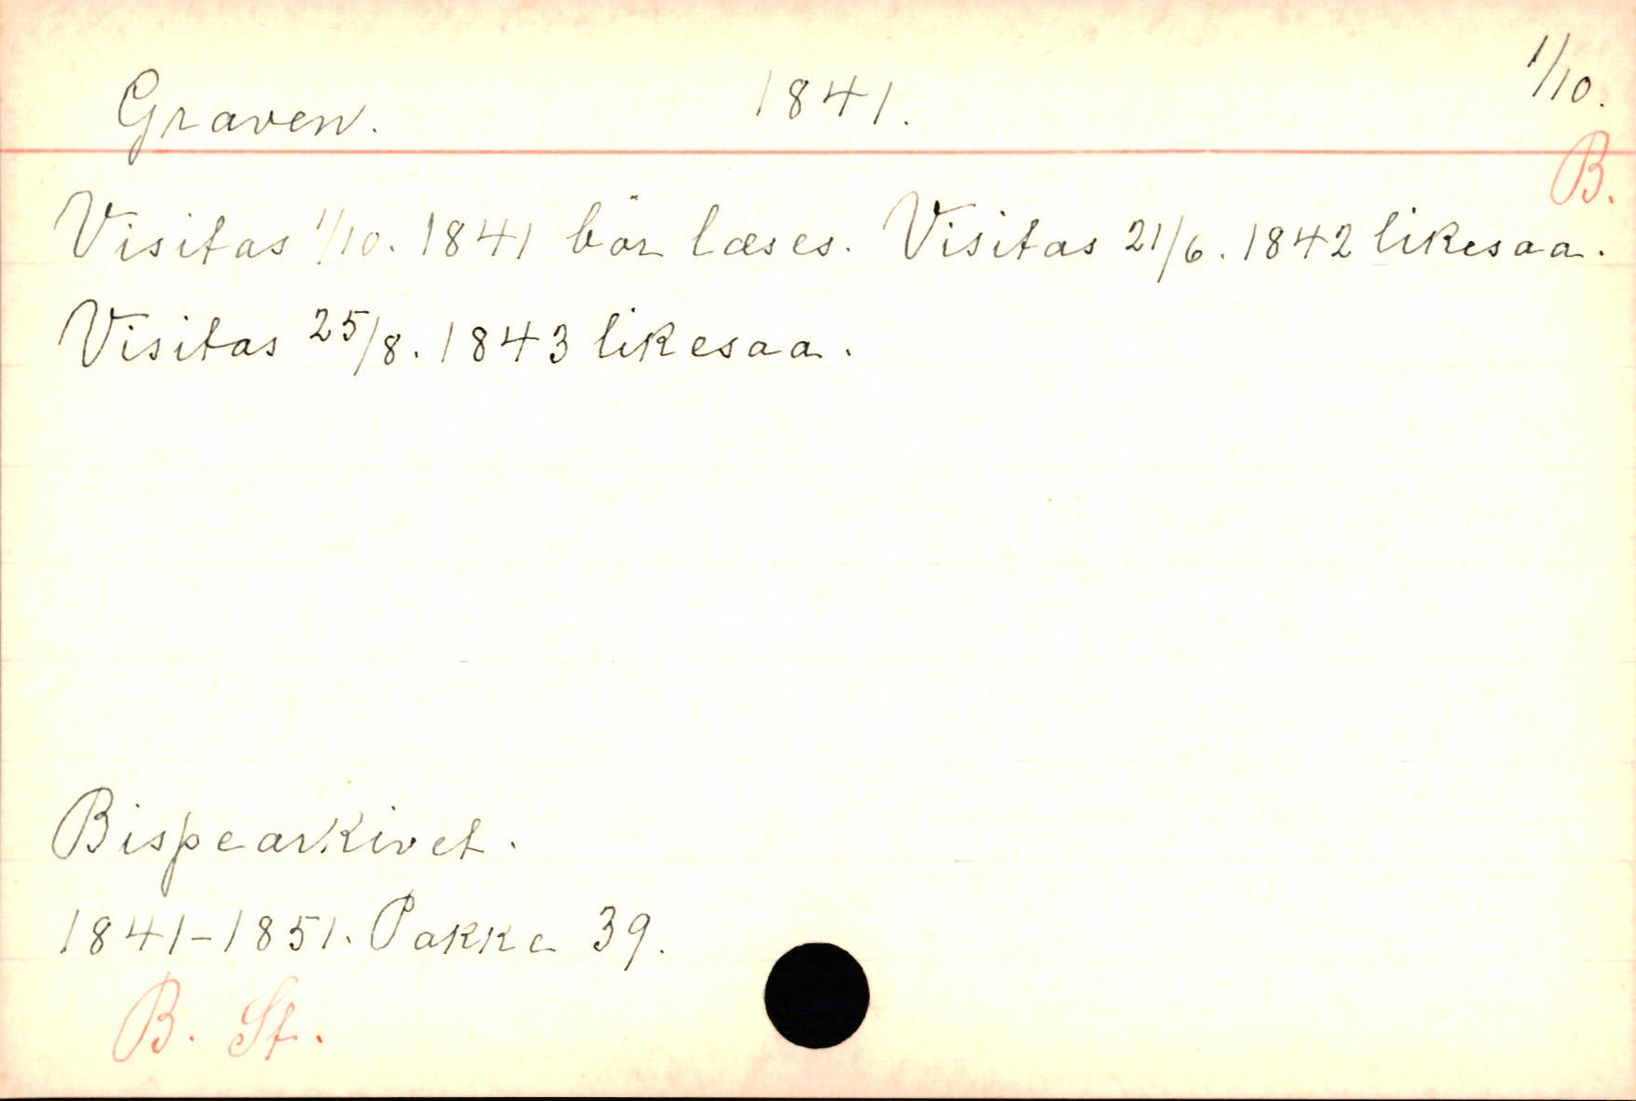 Graven. 1841. 1/10.
B.
Visitas 1/10. 1841 bör læses. Visitas 21/6. 1842 likesaa.
Visitas 25/8. 1843 likesaa.
Bispearkivet.
1841-1851. Pakke 39.
B. St.